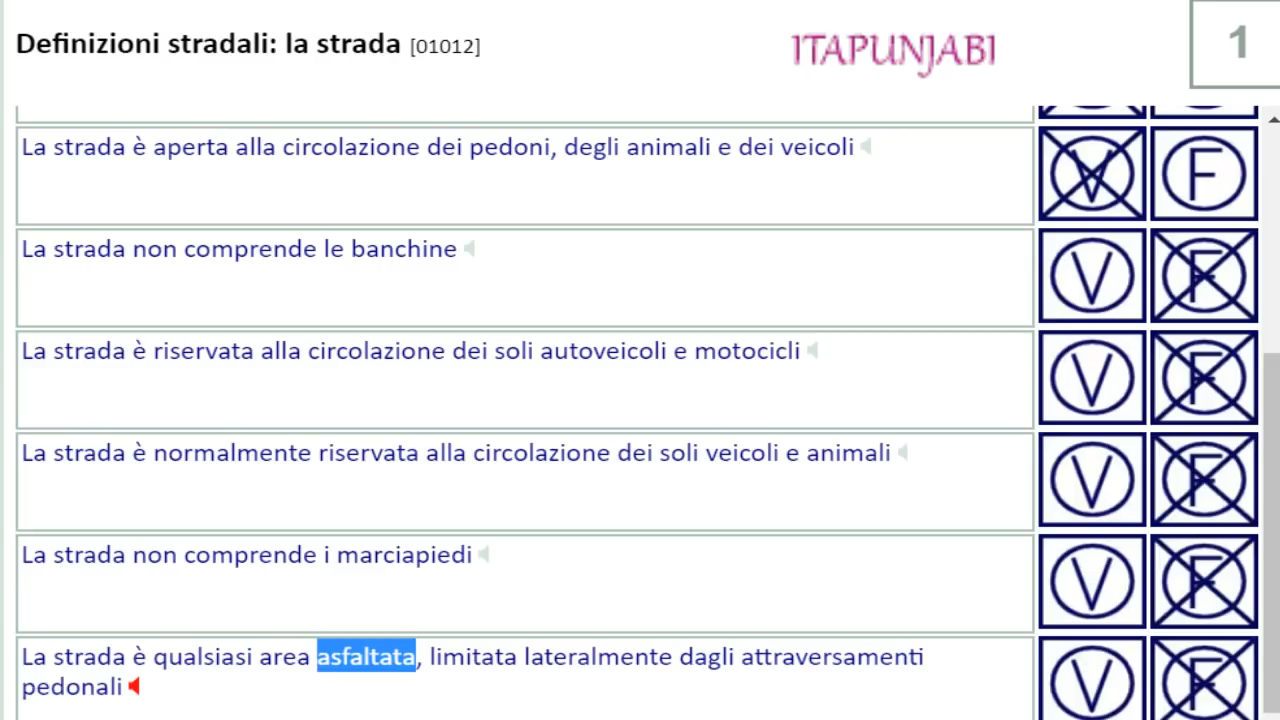 Definizioni stradali: la strada [01012]
ITAPUNJABI
1
La strada è aperta alla circolazione dei pedoni, degli animali e dei veicoli
V F
La strada non comprende le banchine
V F
La strada è riservata alla circolazione dei soli autoveicoli e motocicli
V F
La strada è normalmente riservata alla circolazione dei soli veicoli e animali
V F
La strada non comprende i marciapiedi
V F
La strada è qualsiasi area asfaltata, limitata lateralmente dagli attraversamenti
pedonali
V F